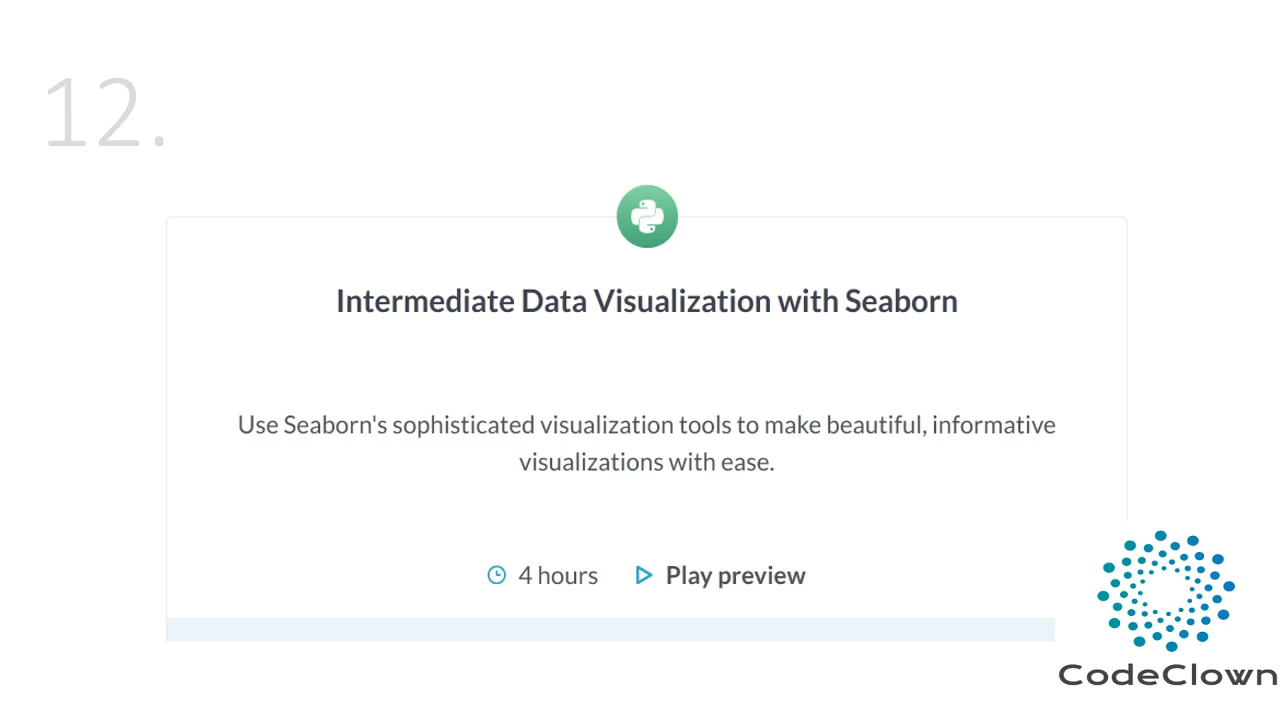 12.
Intermediate Data Visualization with Seaborn
Use Seaborn's sophisticated visualization tools to make beautiful, informative
visualizations with ease.
4 hours Play preview
CodeClown